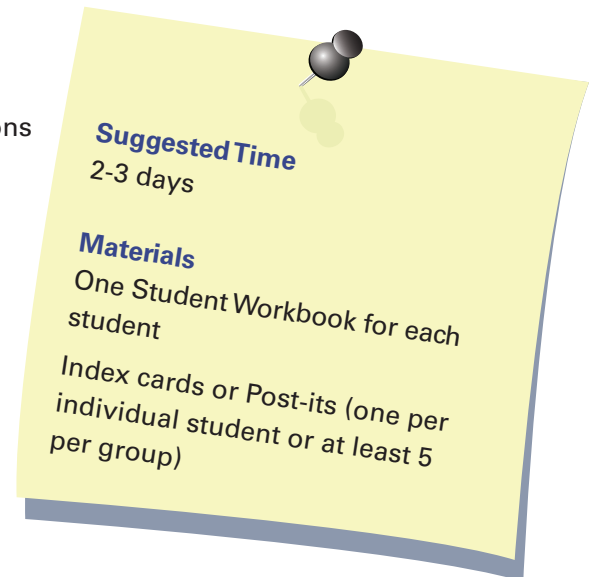 ons
Suggested Time
2-3 days
Materials
One Student Workbook for each
student
Index cards or Post-its (one per
individual student or at least 5
per group)